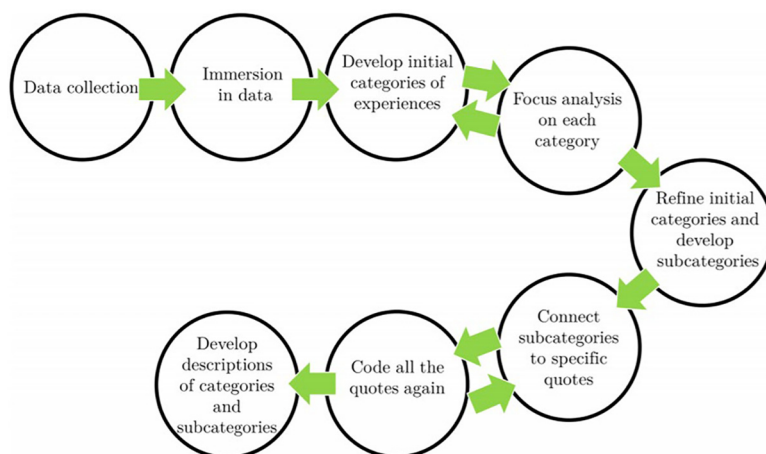 Data collection
Immersion
in data
Develop initial
categories of
experiences
Focus analysis
on each
category
Refine initial
categories and
develop
subcategories
Connect
subcategories
to specific
quotes
Code all the
quotes again
Develop
descriptions
of categories
and
subcategories